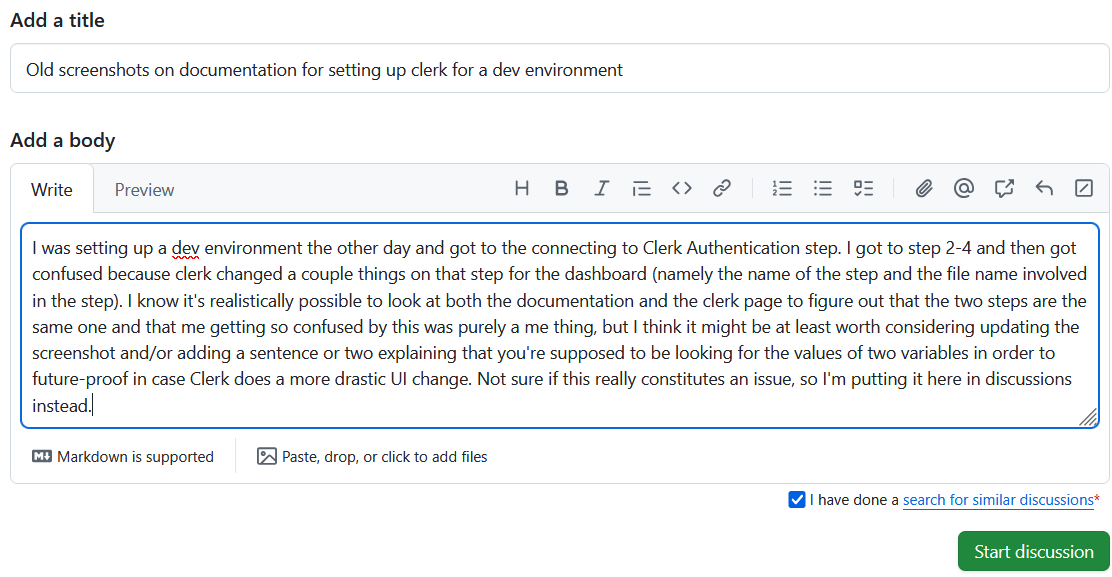 Add a title
Old screenshots on documentation for setting up clerk for a dev environment
Add a body
Write Preview
I was setting up a dev environment the other day and got to the connecting to Clerk Authentication step. I got to step 2-4 and then got
confused because clerk changed a couple things on that step for the dashboard (namely the name of the step and the file name involved
in the step). I know it's realistically possible to look at both the documentation and the clerk page to figure out that the two steps are the
same one and that me getting so confused by this was purely a me thing, but I think it might be at least worth considering updating the
screenshot and/or adding a sentence or two explaining that you're supposed to be looking for the values of two variables in order to
future-proof in case Clerk does a more drastic UI change. Not sure if this really constitutes an issue, so I'm putting it here in discussions
instead.
Markdown is supported Paste, drop, or click to add files
I have done a search for similar discussions*
Start discussion